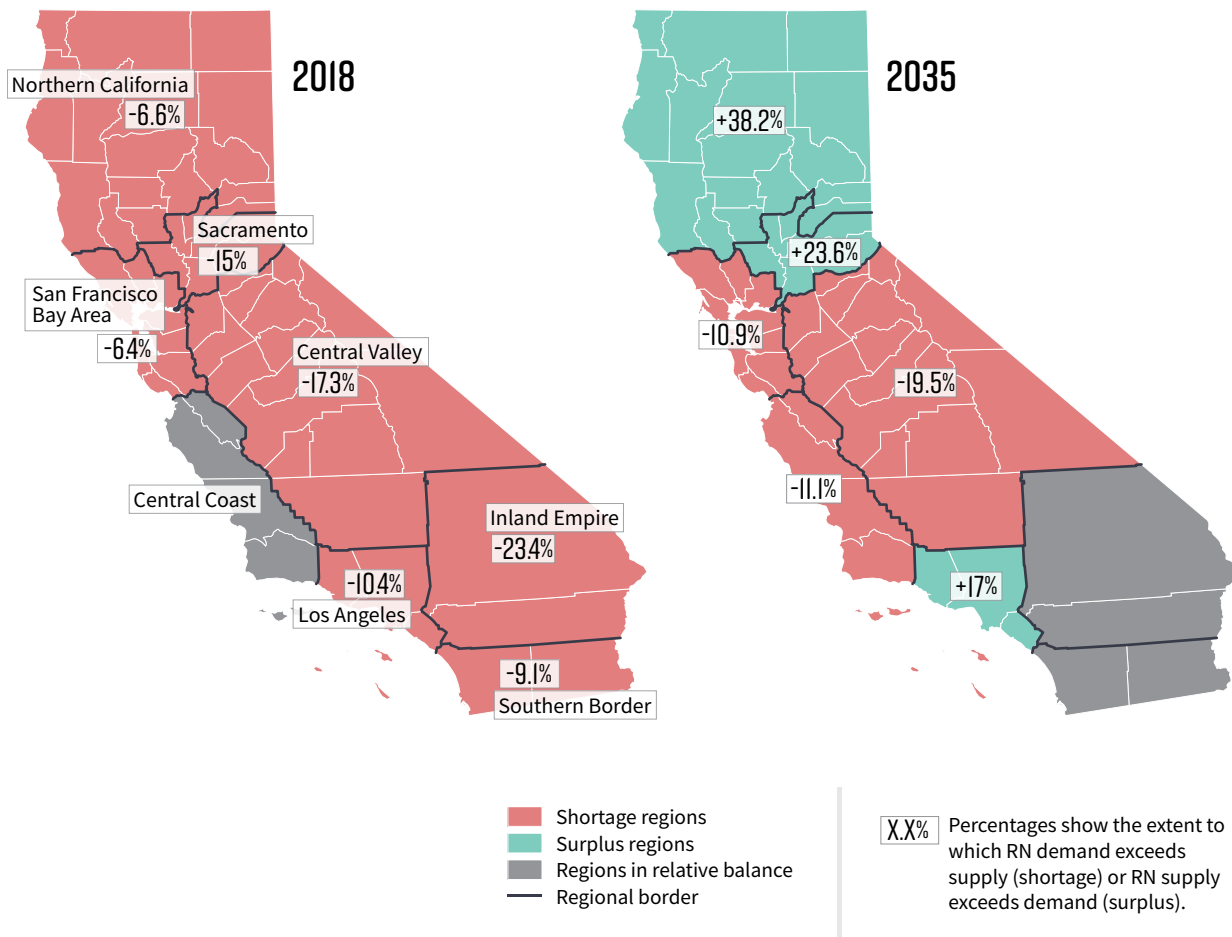 2018
Northern California
-6.6%
Sacramento
-15%
San Francisco
Bay Area
-6.4%
Central Valley
-17.3%
Central Coast
Inland Empire
-23.4%
-10.4%
Los Angeles
-9.1%
Southern Border
2035
+38.2%
+23.6%
-10.9%
-19.5%
-11.1%
+17%
Shortage regions
Surplus regions
Regions in relative balance
Regional border
X.X%
Percentages show the extent to
which RN demand exceeds
supply (shortage) or RN supply
exceeds demand (surplus).